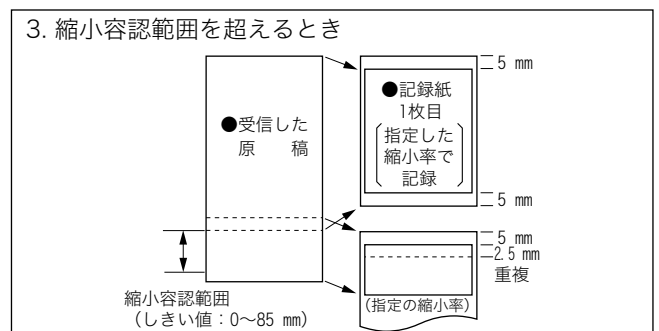 3. 縮小容認範囲を超えるとき
5 mm
●記録紙
1枚目
指定した
縮小率で
記録
●受信した
原　稿
5 mm
5 mm
2.5 mm
重複
縮小容認範囲
（しきい値：0～85 mm）
（指定の縮小率）